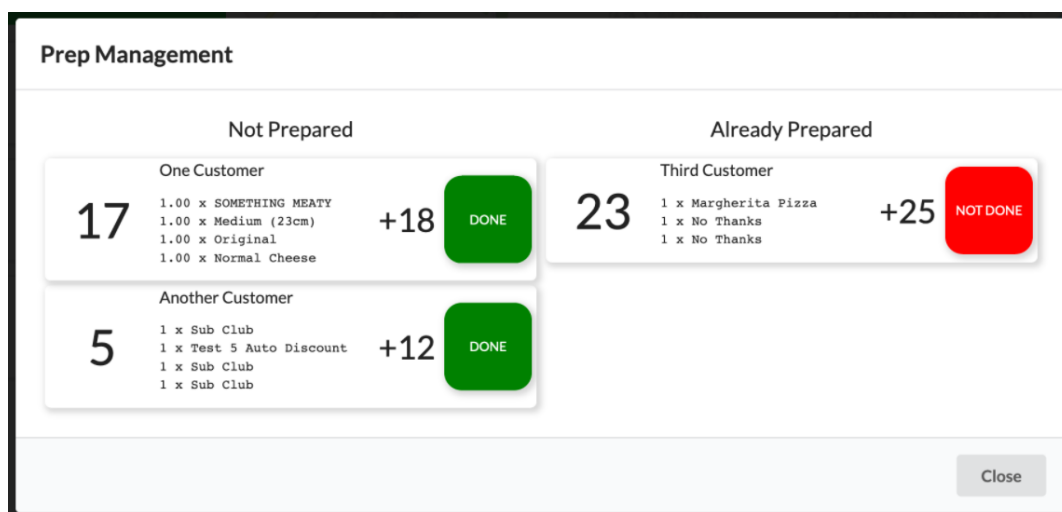 Prep Management
Not Prepared
17
One Customer
1.00 x SOMETHING MEATY
1.00 x Medium (23cm)
1.00 x Original
1.00 x Normal Cheese
+18
DONE
5
Another Customer
1 x Sub Club
1 x Test 5 Auto Discount
1 x Sub Club
1 x Sub Club
+12
DONE
Already Prepared
23
Third Customer
1 x Margherita Pizza
1 x No Thanks
1 x No Thanks
+25
NOT DONE
Close